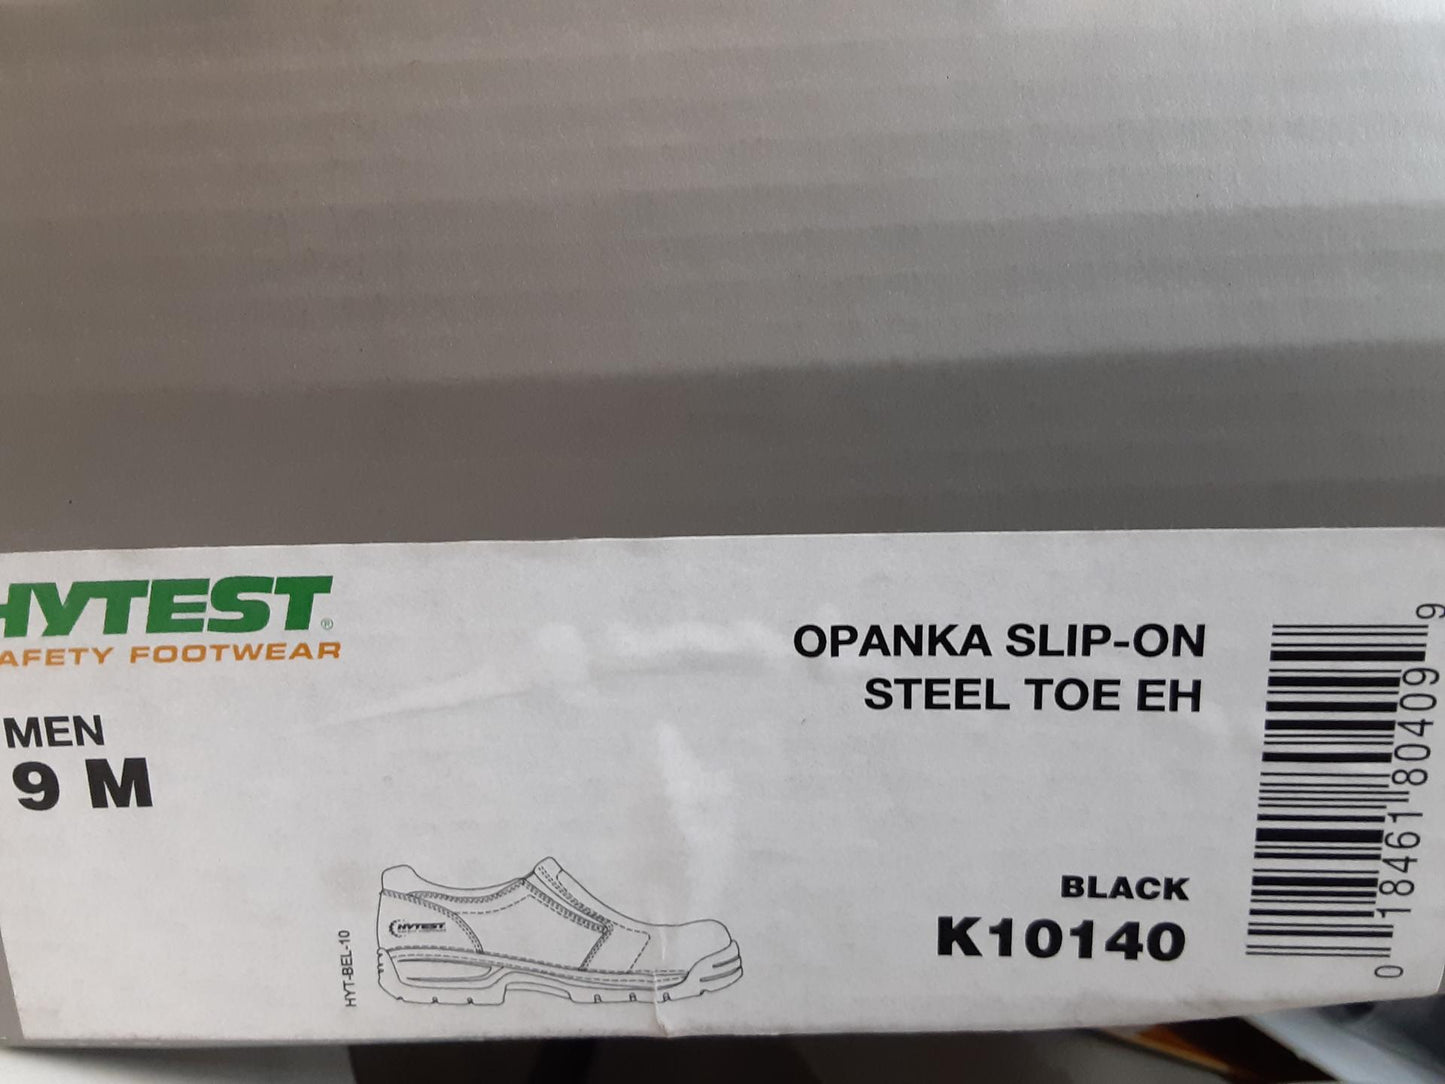 HYTEST®
AFETY FOOTWEAR
MEN
9 M
OPANKA SLIP-ON
STEEL TOE EH
BLACK
K10140
HYT-BEL-10
HYTEST
0 18461 80409 9